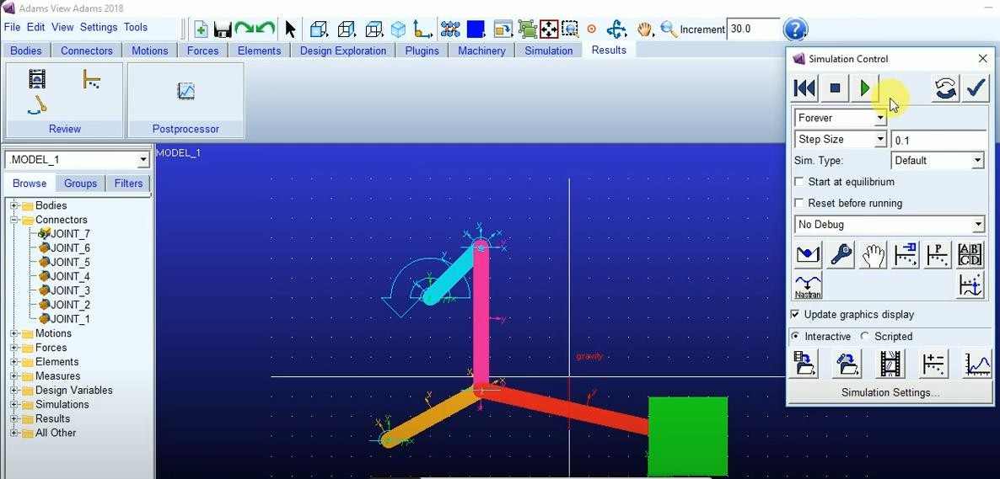 Adams View Adams 2018
File Edit View Settings Tools
Increment 30.0
Bodies Connectors Motions Forces Elements Design Exploration Plugins Machinery Simulation Results
Review Postprocessor
.MODEL_1
Browse Groups Filters
Bodies
Connectors
JOINT_7
JOINT_6
JOINT_5
JOINT_4
JOINT_3
JOINT_2
JOINT_1
Motions
Forces
Elements
Measures
Design Variables
Simulations
Results
All Other
MODEL_1
gravity
Simulation Control
Forever
Step Size 0.1
Sim. Type: Default
Start at equilibrium
Reset before running
No Debug
Nastran
Update graphics display
Interactive Scripted
Simulation Settings...